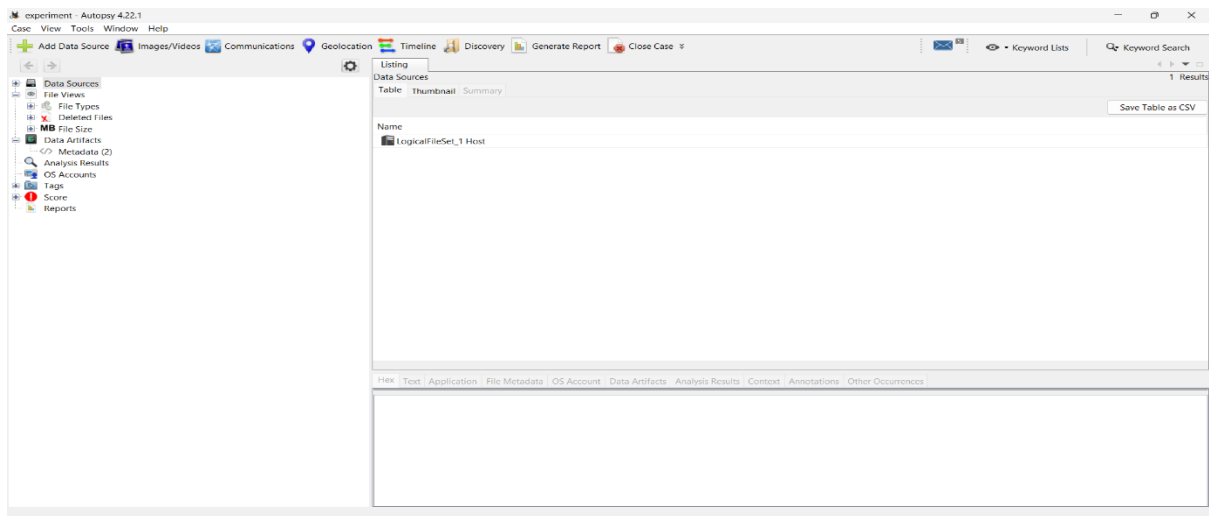 experiment - Autopsy 4.22.1
Case View Tools Window Help
Add Data Source Images/Videos Communications Geolocation Timeline Discovery Generate Report Close Case Keyword Lists Keyword Search
Listing
Data Sources 1 Results
Table Thumbnail Summary
Save Table as CSV
Name
LogicalFileSet_1 Host
Data Sources
File Views
File Types
Deleted Files
MB File Size
Data Artifacts
Metadata (2)
Analysis Results
OS Accounts
Tags
Score
Reports
Hex Text Application File Metadata OS Account Data Artifacts Analysis Results Context Annotations Other Occurrences